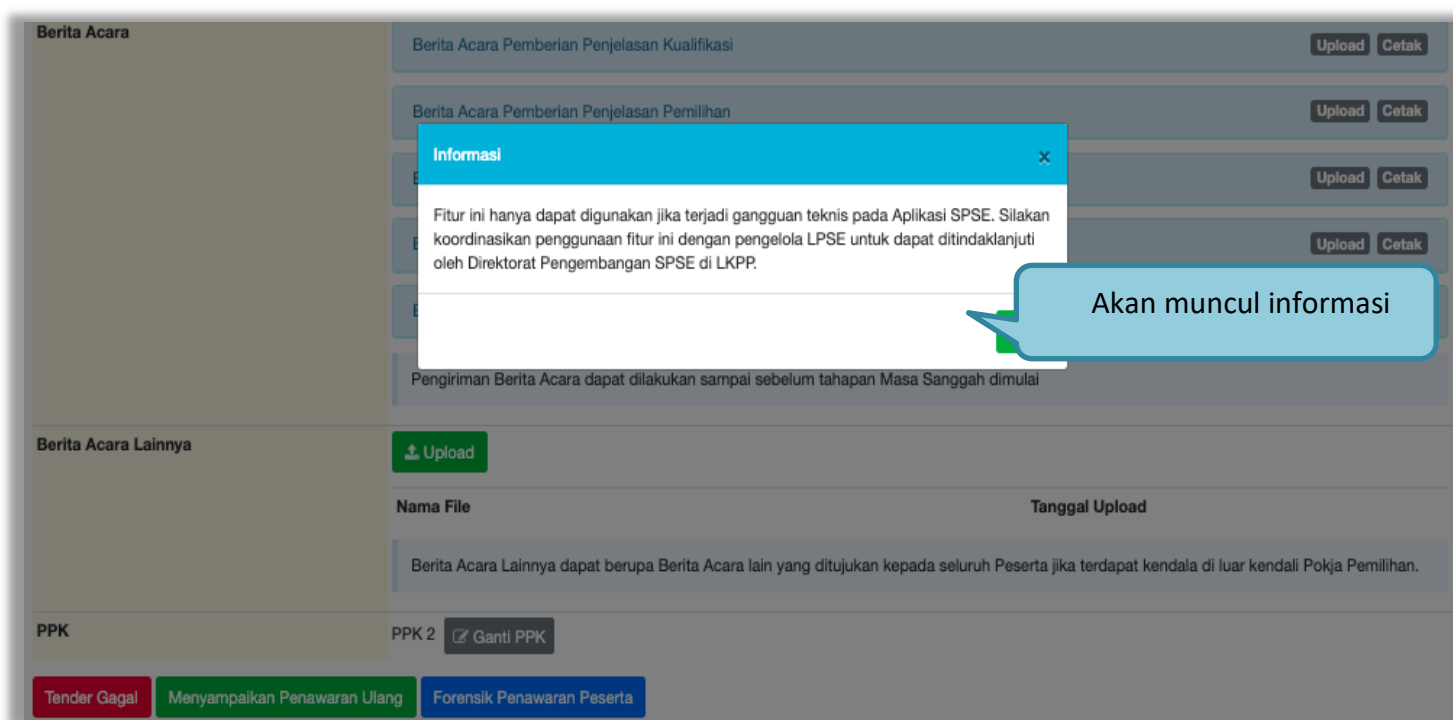 Berita Acara
Berita Acara Pemberian Penjelasan Kualifikasi Upload Cetak
Berita Acara Pemberian Penjelasan Pemilihan Upload Cetak
Informasi ×
Upload Cetak
Fitur ini hanya dapat digunakan jika terjadi gangguan teknis pada Aplikasi SPSE. Silakan
koordinasikan penggunaan fitur ini dengan pengelola LPSE untuk dapat ditindaklanjuti
oleh Direktorat Pengembangan SPSE di LKPP.
Upload Cetak
Akan muncul informasi
Pengiriman Berita Acara dapat dilakukan sampai sebelum tahapan Masa Sanggah dimulai
Berita Acara Lainnya
Upload
Nama File Tanggal Upload
Berita Acara Lainnya dapat berupa Berita Acara lain yang ditujukan kepada seluruh Peserta jika terdapat kendala di luar kendali Pokja Pemilihan.
PPK PPK 2 Ganti PPK
Tender Gagal Menyampaikan Penawaran Ulang Forensik Penawaran Peserta